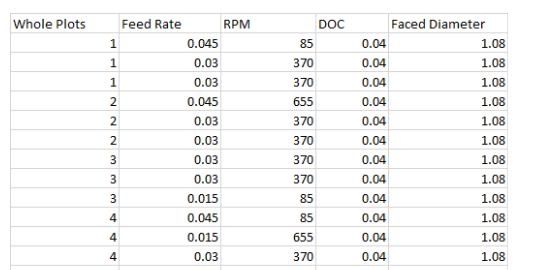 Whole Plots Feed Rate RPM DOC Faced Diameter
1 0.045 85 0.04 1.08
1 0.03 370 0.04 1.08
1 0.03 370 0.04 1.08
2 0.045 655 0.04 1.08
2 0.03 370 0.04 1.08
2 0.03 370 0.04 1.08
3 0.03 370 0.04 1.08
3 0.03 370 0.04 1.08
3 0.015 85 0.04 1.08
4 0.045 85 0.04 1.08
4 0.015 655 0.04 1.08
4 0.03 370 0.04 1.08